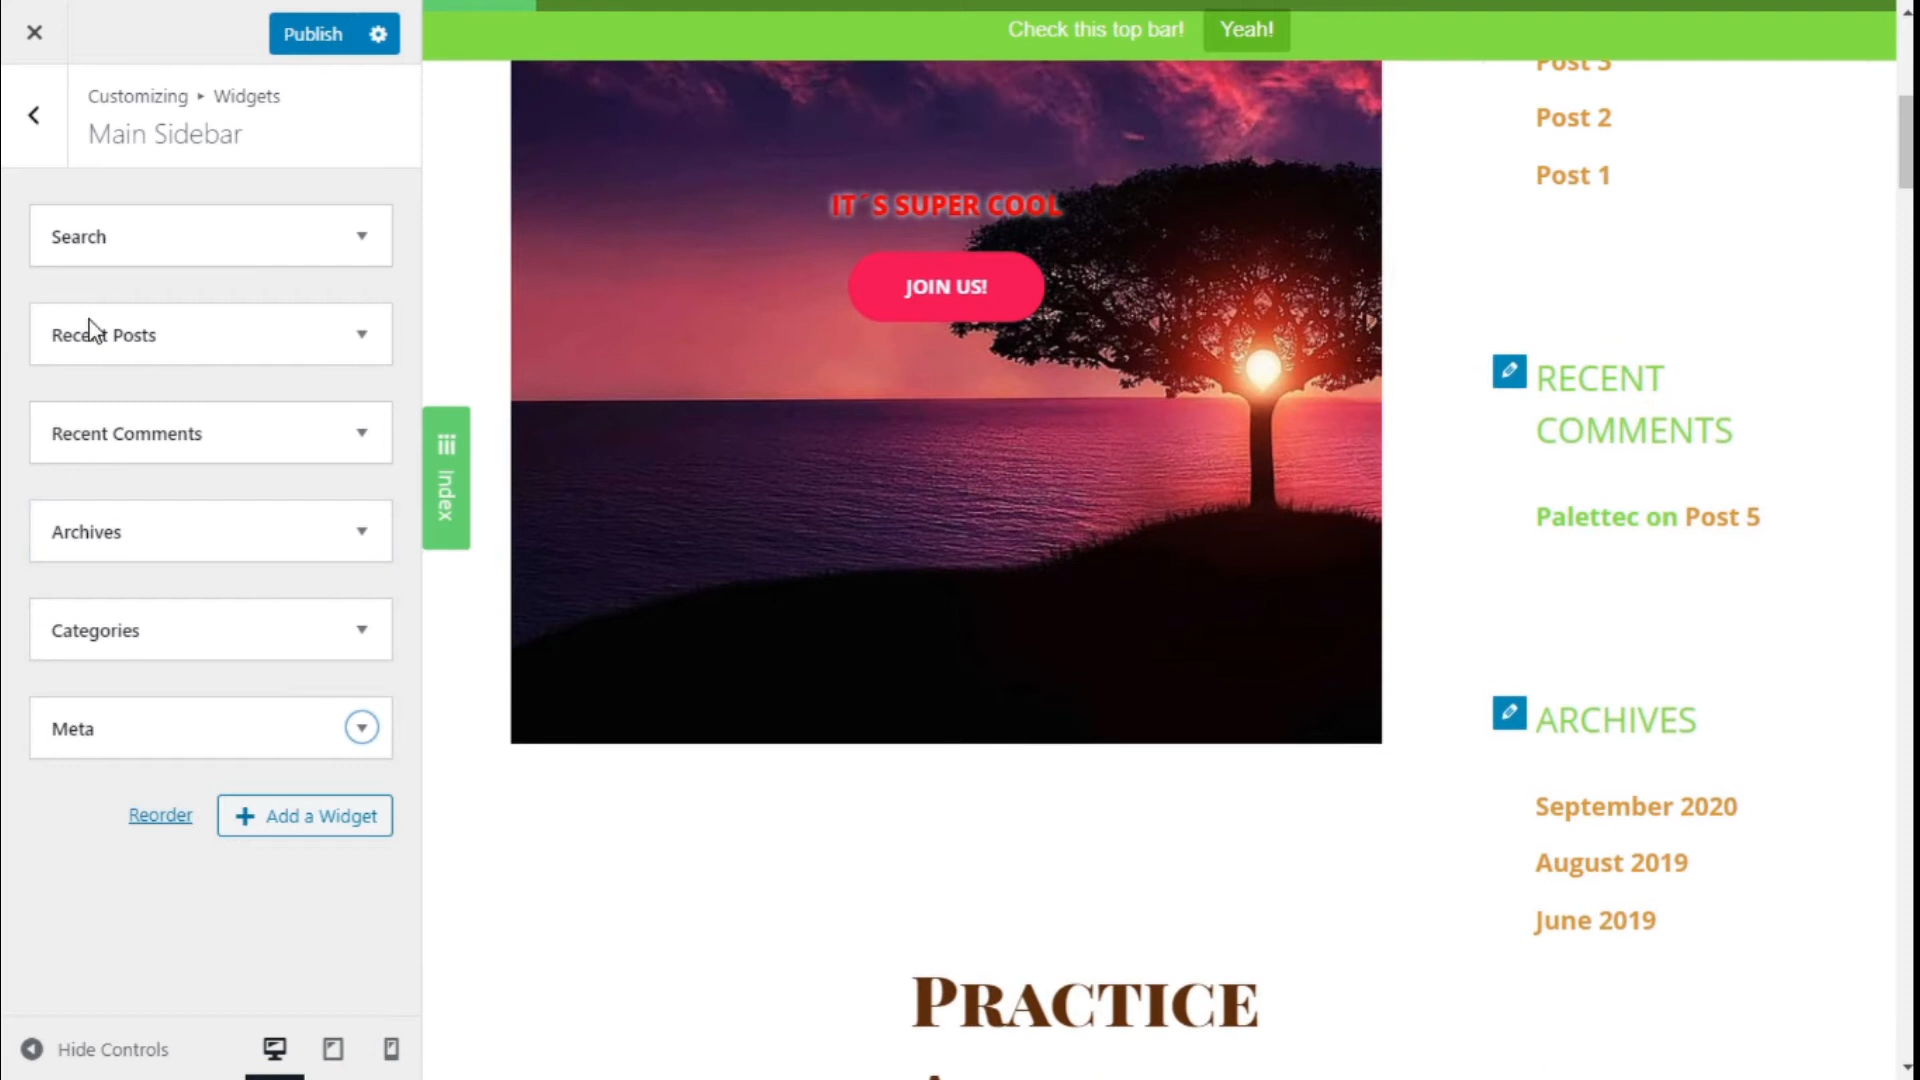 Publish
Customizing ▸ Widgets
Main Sidebar
Search
Recent Posts
Recent Comments
Archives
Categories
Meta
Reorder
+ Add a Widget
Hide Controls
Check this top bar!
Yeah!
Index
IT´S SUPER COOL
JOIN US!
PRACTICE
Post 3
Post 2
Post 1
RECENT
COMMENTS
Palettec on Post 5
ARCHIVES
September 2020
August 2019
June 2019